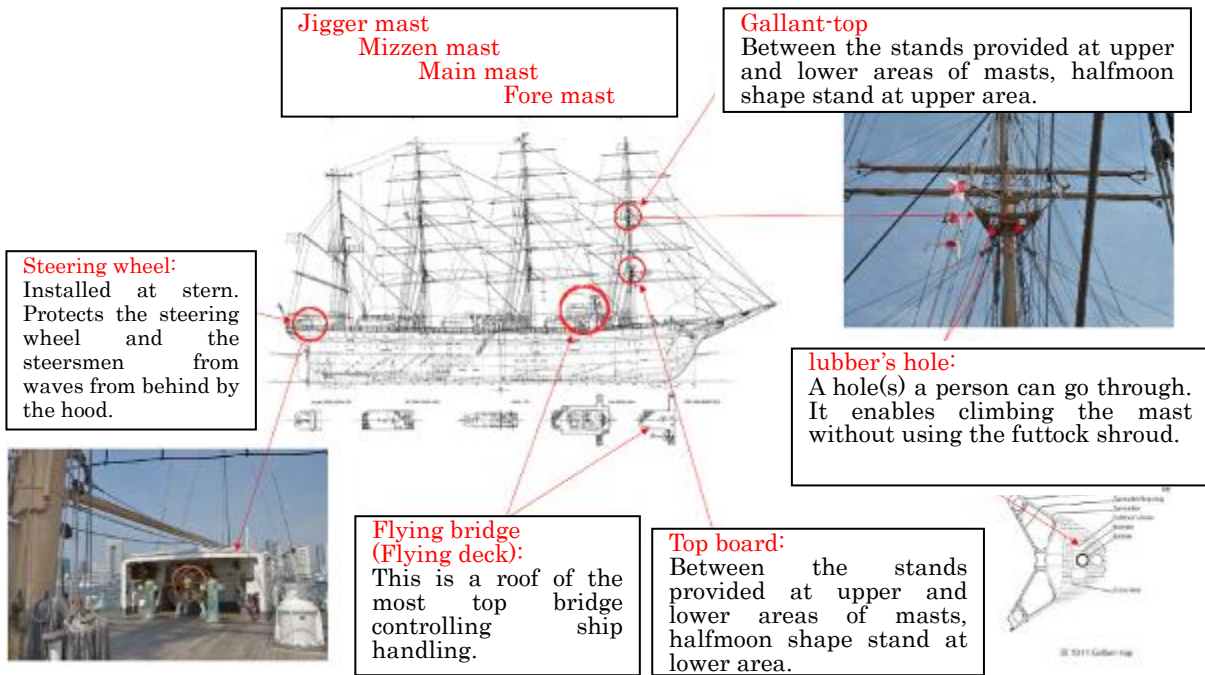 Jigger mast
Mizzen mast
Main mast
Fore mast
Gallant-top
Between the stands provided at upper
and lower areas of masts, halfmoon
shape stand at upper area.
Steering wheel:
Installed at stern.
Protects the steering
wheel and the
steersmen from
waves from behind by
the hood.
lubber's hole:
A hole(s) a person can go through.
It enables climbing the mast
without using the futtock shroud.
Flying bridge
(Flying deck):
This is a roof of the
most top bridge
controlling ship
handling.
Top board:
Between the stands
provided at upper and
lower areas of masts,
halfmoon shape stand at
lower area.